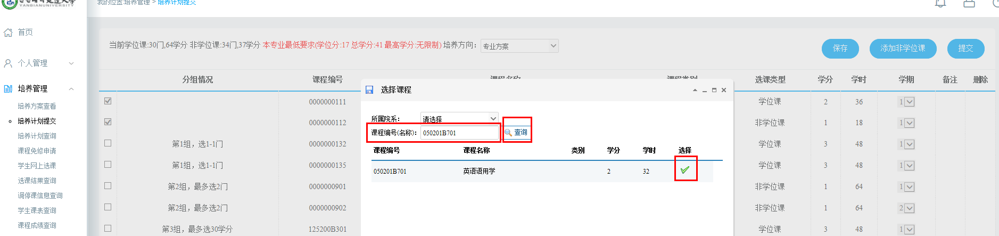 YANBIANUNIVERSITY
我的位置:培养管理 > 培养计划提交
首页
个人管理
培养管理
培养方案查看
培养计划提交
培养计划查询
课程免修申请
学生网上选课
选课结果查询
调停课信息查询
学生课表查询
课程成绩查询
当前学位课:30门,64学分 非学位课:34门,37学分 本专业最低要求(学位分:17 总学分:41 最高学分:无限制) 培养方向: 专业方案
保存 添加非学位课 提交
分组情况 课程编号 课程名称 课程类别 选课类型 学分 学时 学期 备注 删除
0000000111 学位课 2 36 1
0000000112 非学位课 1 18 1
第1组，选1-1门 0000000132 学位课 3 48 1
第1组，选1-1门 0000000135 学位课 3 48 1
第2组，最多选2门 0000000901 非学位课 1 64 1
第2组，最多选2门 0000000902 非学位课 1 64 2
第3组，最多选30学分 125200B301 学位课 3 48 1
选择课程
所属院系: 请选择
课程编号(名称): 050201B701 查询
课程编号 课程名称 类别 学分 学时 选择
050201B701 英语语用学 2 32